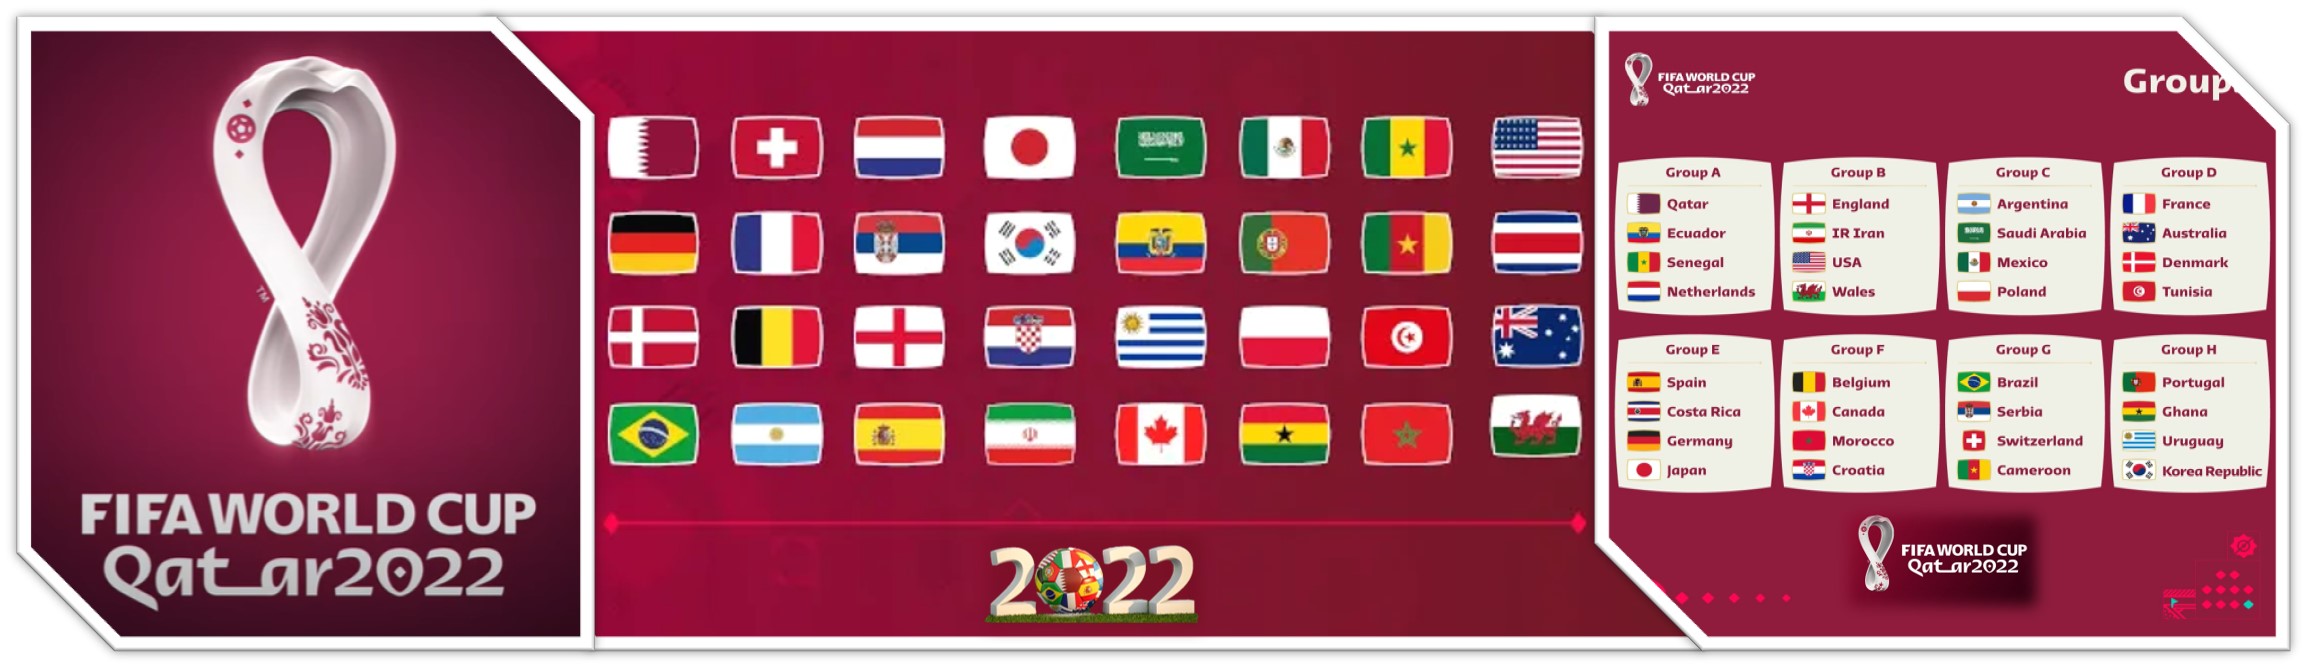 TM
FIFA WORLD CUP
Qatar2022
2022
FIFA WORLD CUP
Qatar2022
Group
Group A
Qatar
Ecuador
Senegal
Netherlands
Group B
England
IR Iran
USA
Wales
Group C
Argentina
Saudi Arabia
Mexico
Poland
Group D
France
Australia
Denmark
Tunisia
Group E
Spain
Costa Rica
Germany
Japan
Group F
Belgium
Canada
Morocco
Croatia
Group G
Brazil
Serbia
Switzerland
Cameroon
Group H
Portugal
Ghana
Uruguay
Korea Republic
FIFA WORLD CUP
Qatar2022